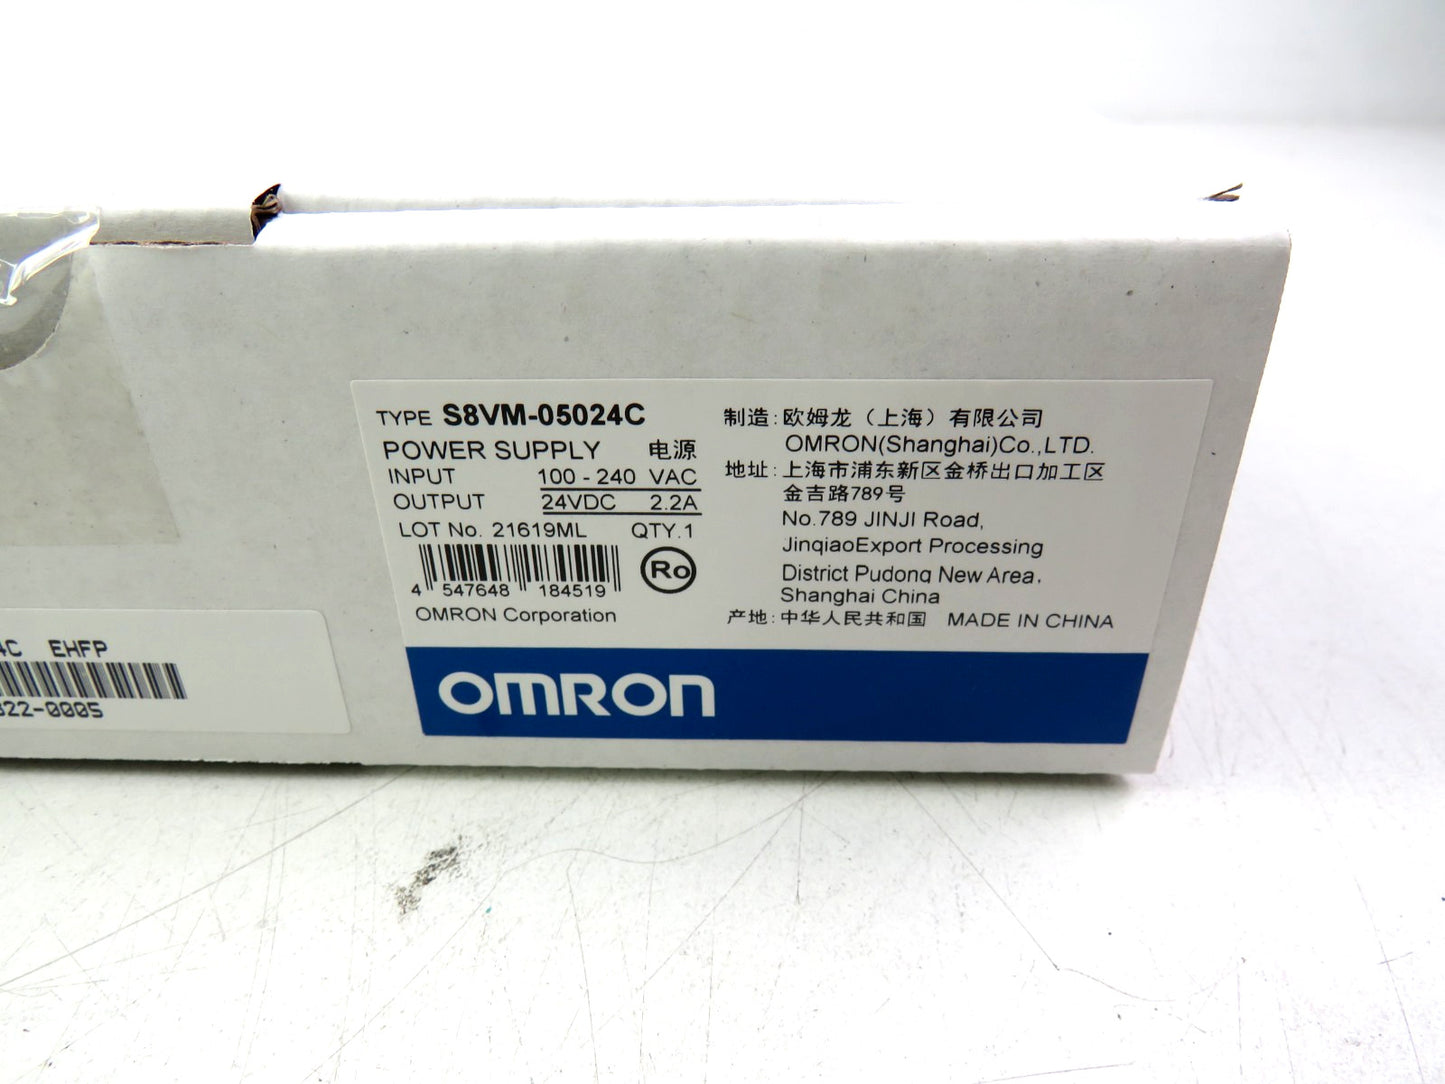 TYPE S8VM-05024C
POWER SUPPLY 电源
INPUT 100 - 240 VAC
OUTPUT 24VDC 2.2A
LOT No. 21619ML QTY.1
4 547648 184519
Ro
OMRON Corporation
制造: 欧姆龙（上海）有限公司
OMRON(Shanghai)Co.,LTD.
地址: 上海市浦东新区金桥出口加工区
金吉路789号
No.789 JINJI Road,
JinqiaoExport Processing
District Pudong New Area,
Shanghai China
产地: 中华人民共和国 MADE IN CHINA
OMRON
4C EHFP
322-0005